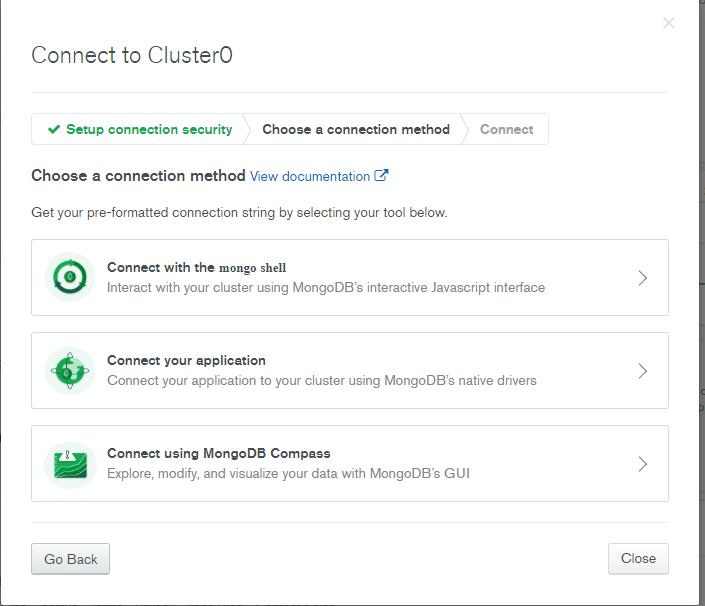 Connect to Cluster0
Setup connection security
Choose a connection method
Connect
Choose a connection method View documentation
Get your pre-formatted connection string by selecting your tool below.
Connect with the mongo shell
Interact with your cluster using MongoDB's interactive Javascript interface
Connect your application
Connect your application to your cluster using MongoDB's native drivers
Connect using MongoDB Compass
Explore, modify, and visualize your data with MongoDB's GUI
Go Back
Close